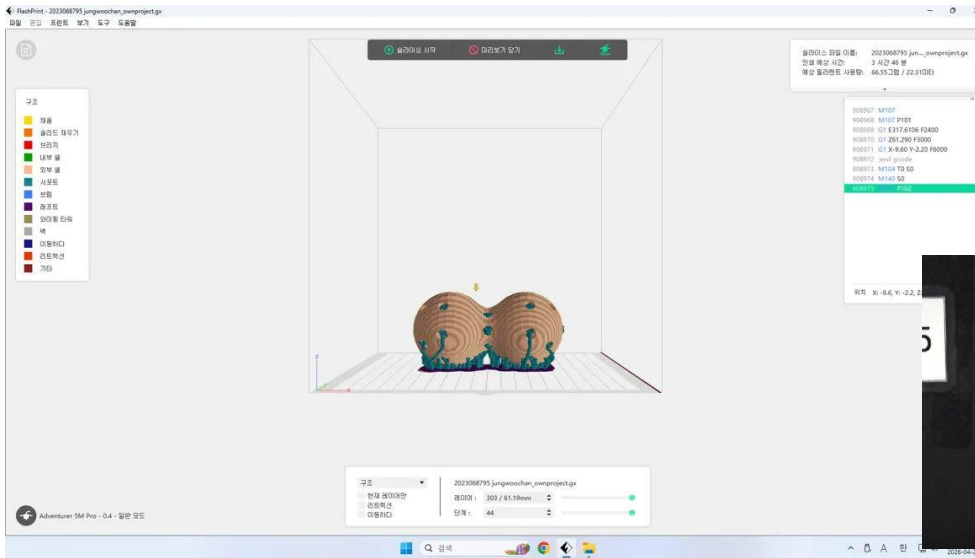 FlashPrint - 2023068795 jungwoochan_ownproject.gx
파일 편집 프린트 보기 도구 도움말
슬라이싱 시작 미리보기 닫기
슬라이스 파일 이름: 2023068795 jun..._ownproject.gx
인쇄 예상 시간: 3 시간 46 분
예상 필라멘트 사용량: 66.55그램 / 22.31미터
구조
채움
솔리드 채우기
브리지
내부 쉘
외부 쉘
서포트
브림
래프트
와이핑 타워
벽
이동하다
리트랙션
기타
908967 M107
908968 M107 P101
908969 G1 E317.6106 F2400
908970 G1 Z61.290 F3000
908971 G1 X-9.60 Y-2.20 F6000
908972 ;end gcode
908973 M104 T0 S0
908974 M140 S0
908975 P102
위치 X: -9.6, Y: -2.2, Z:
5
구조
현재 레이어만
리트랙션
이동하다
2023068795 jungwoochan_ownproject.gx
레이어 : 303 / 61.19mm
단계 : 44
Adventurer 5M Pro - 0.4 - 일반 모드
검색
A 한